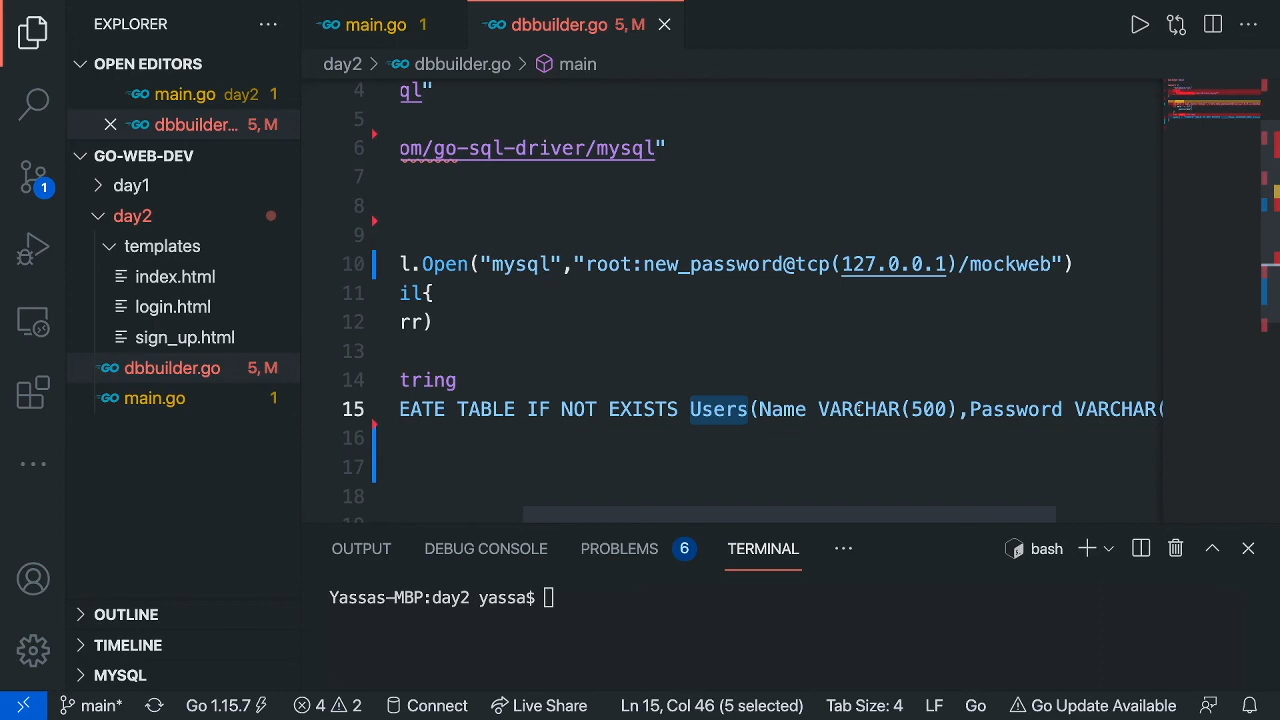 EXPLORER
main.go 1
dbbuilder.go 5, M
OPEN EDITORS
main.go day2 1
dbbuilder... 5, M
GO-WEB-DEV
day1
day2
templates
index.html
login.html
sign_up.html
dbbuilder.go 5, M
main.go 1
OUTLINE
TIMELINE
MYSQL
1
day2 > dbbuilder.go > main
4 ql"
5
6 om/go-sql-driver/mysql"
7
8
9
10 l.Open("mysql","root:new_password@tcp(127.0.0.1)/mockweb")
11 il{
12 rr)
13
14 tring
15 EATE TABLE IF NOT EXISTS Users(Name VARCHAR(500),Password VARCHAR(
16
17
18
OUTPUT DEBUG CONSOLE PROBLEMS 6 TERMINAL ... bash
Yassas-MBP:day2 yassa$
main* Go 1.15.7 4 2 Connect Live Share Ln 15, Col 46 (5 selected) Tab Size: 4 LF Go Go Update Available